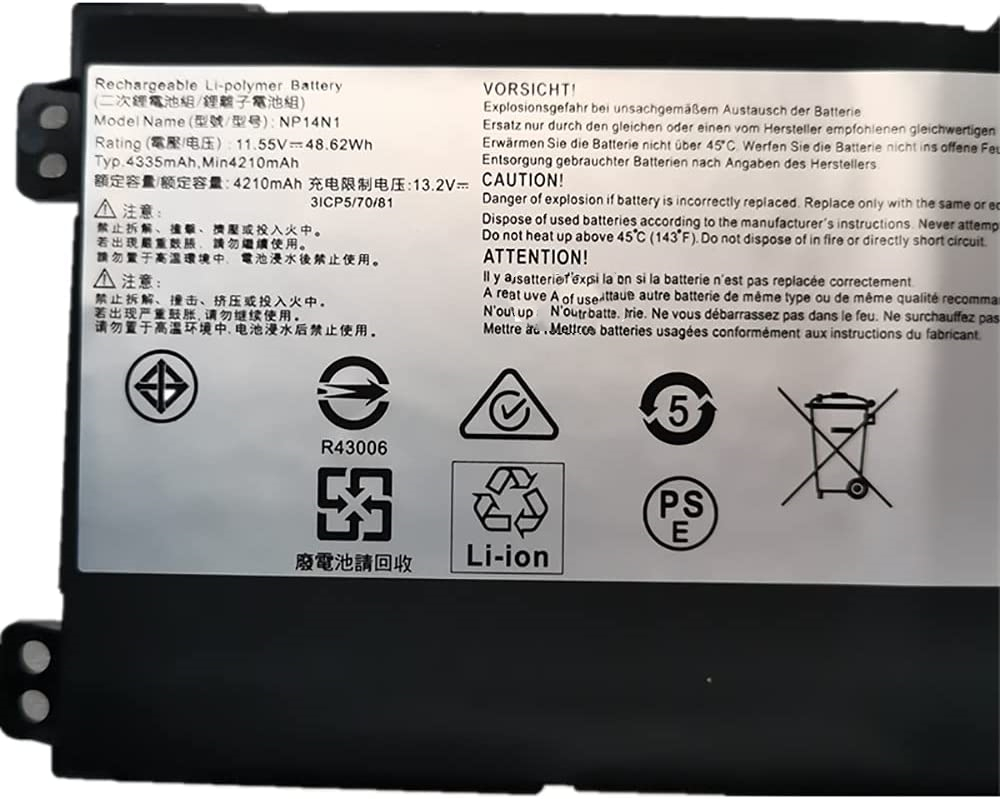 Rechargeable Li-polymer Battery
(二次鋰電池組/鋰離子電池組)
Model Name (型號/型号): NP14N1
Rating (電壓/电压): 11.55V⎓48.62Wh
Typ.4335mAh,Min4210mAh
額定容量/额定容量: 4210mAh 充电限制电压:13.2V⎓
3ICP5/70/81
⚠ 注意:
禁止拆解、撞擊、擠壓或投入火中。
若出現嚴重鼓脹,請勿繼續使用。
請勿置于高温環境中,電池浸水後禁止使用。
⚠ 注意:
禁止拆解、撞击、挤压或投入火中。
若出现严重鼓胀,请勿继续使用。
请勿置于高温环境中,电池浸水后禁止使用。
VORSICHT!
Explosionsgefahr bei unsachgemäßem Austausch der Batterie
Ersatz nur durch den gleichen oder einen vom Hersteller empfohlenen gleichwertigen
Erwärmen Sie die Batterie nicht über 45°C. Werfen Sie die Batterie nicht ins offene Feu
Entsorgung gebrauchter Batterien nach Angaben des Herstellers
CAUTION!
Danger of explosion if battery is incorrectly replaced. Replace only with the same or eq
Dispose of used batteries according to the manufacturer's instructions. Never attemp
Do not heat up above 45°C (143°F). Do not dispose of in fire or directly short circuit.
ATTENTION!
Il y a si la batterie n'est pas replacée correctement.
autre batterie de même type ou de même qualité recomma
Ne vous débarrassez pas dans le feu. Ne surchauffez pas
Mettre batteries usagées conformément aux instructions du fabricant.
R43006
5
廢電池請回收
Li-ion
PS
E